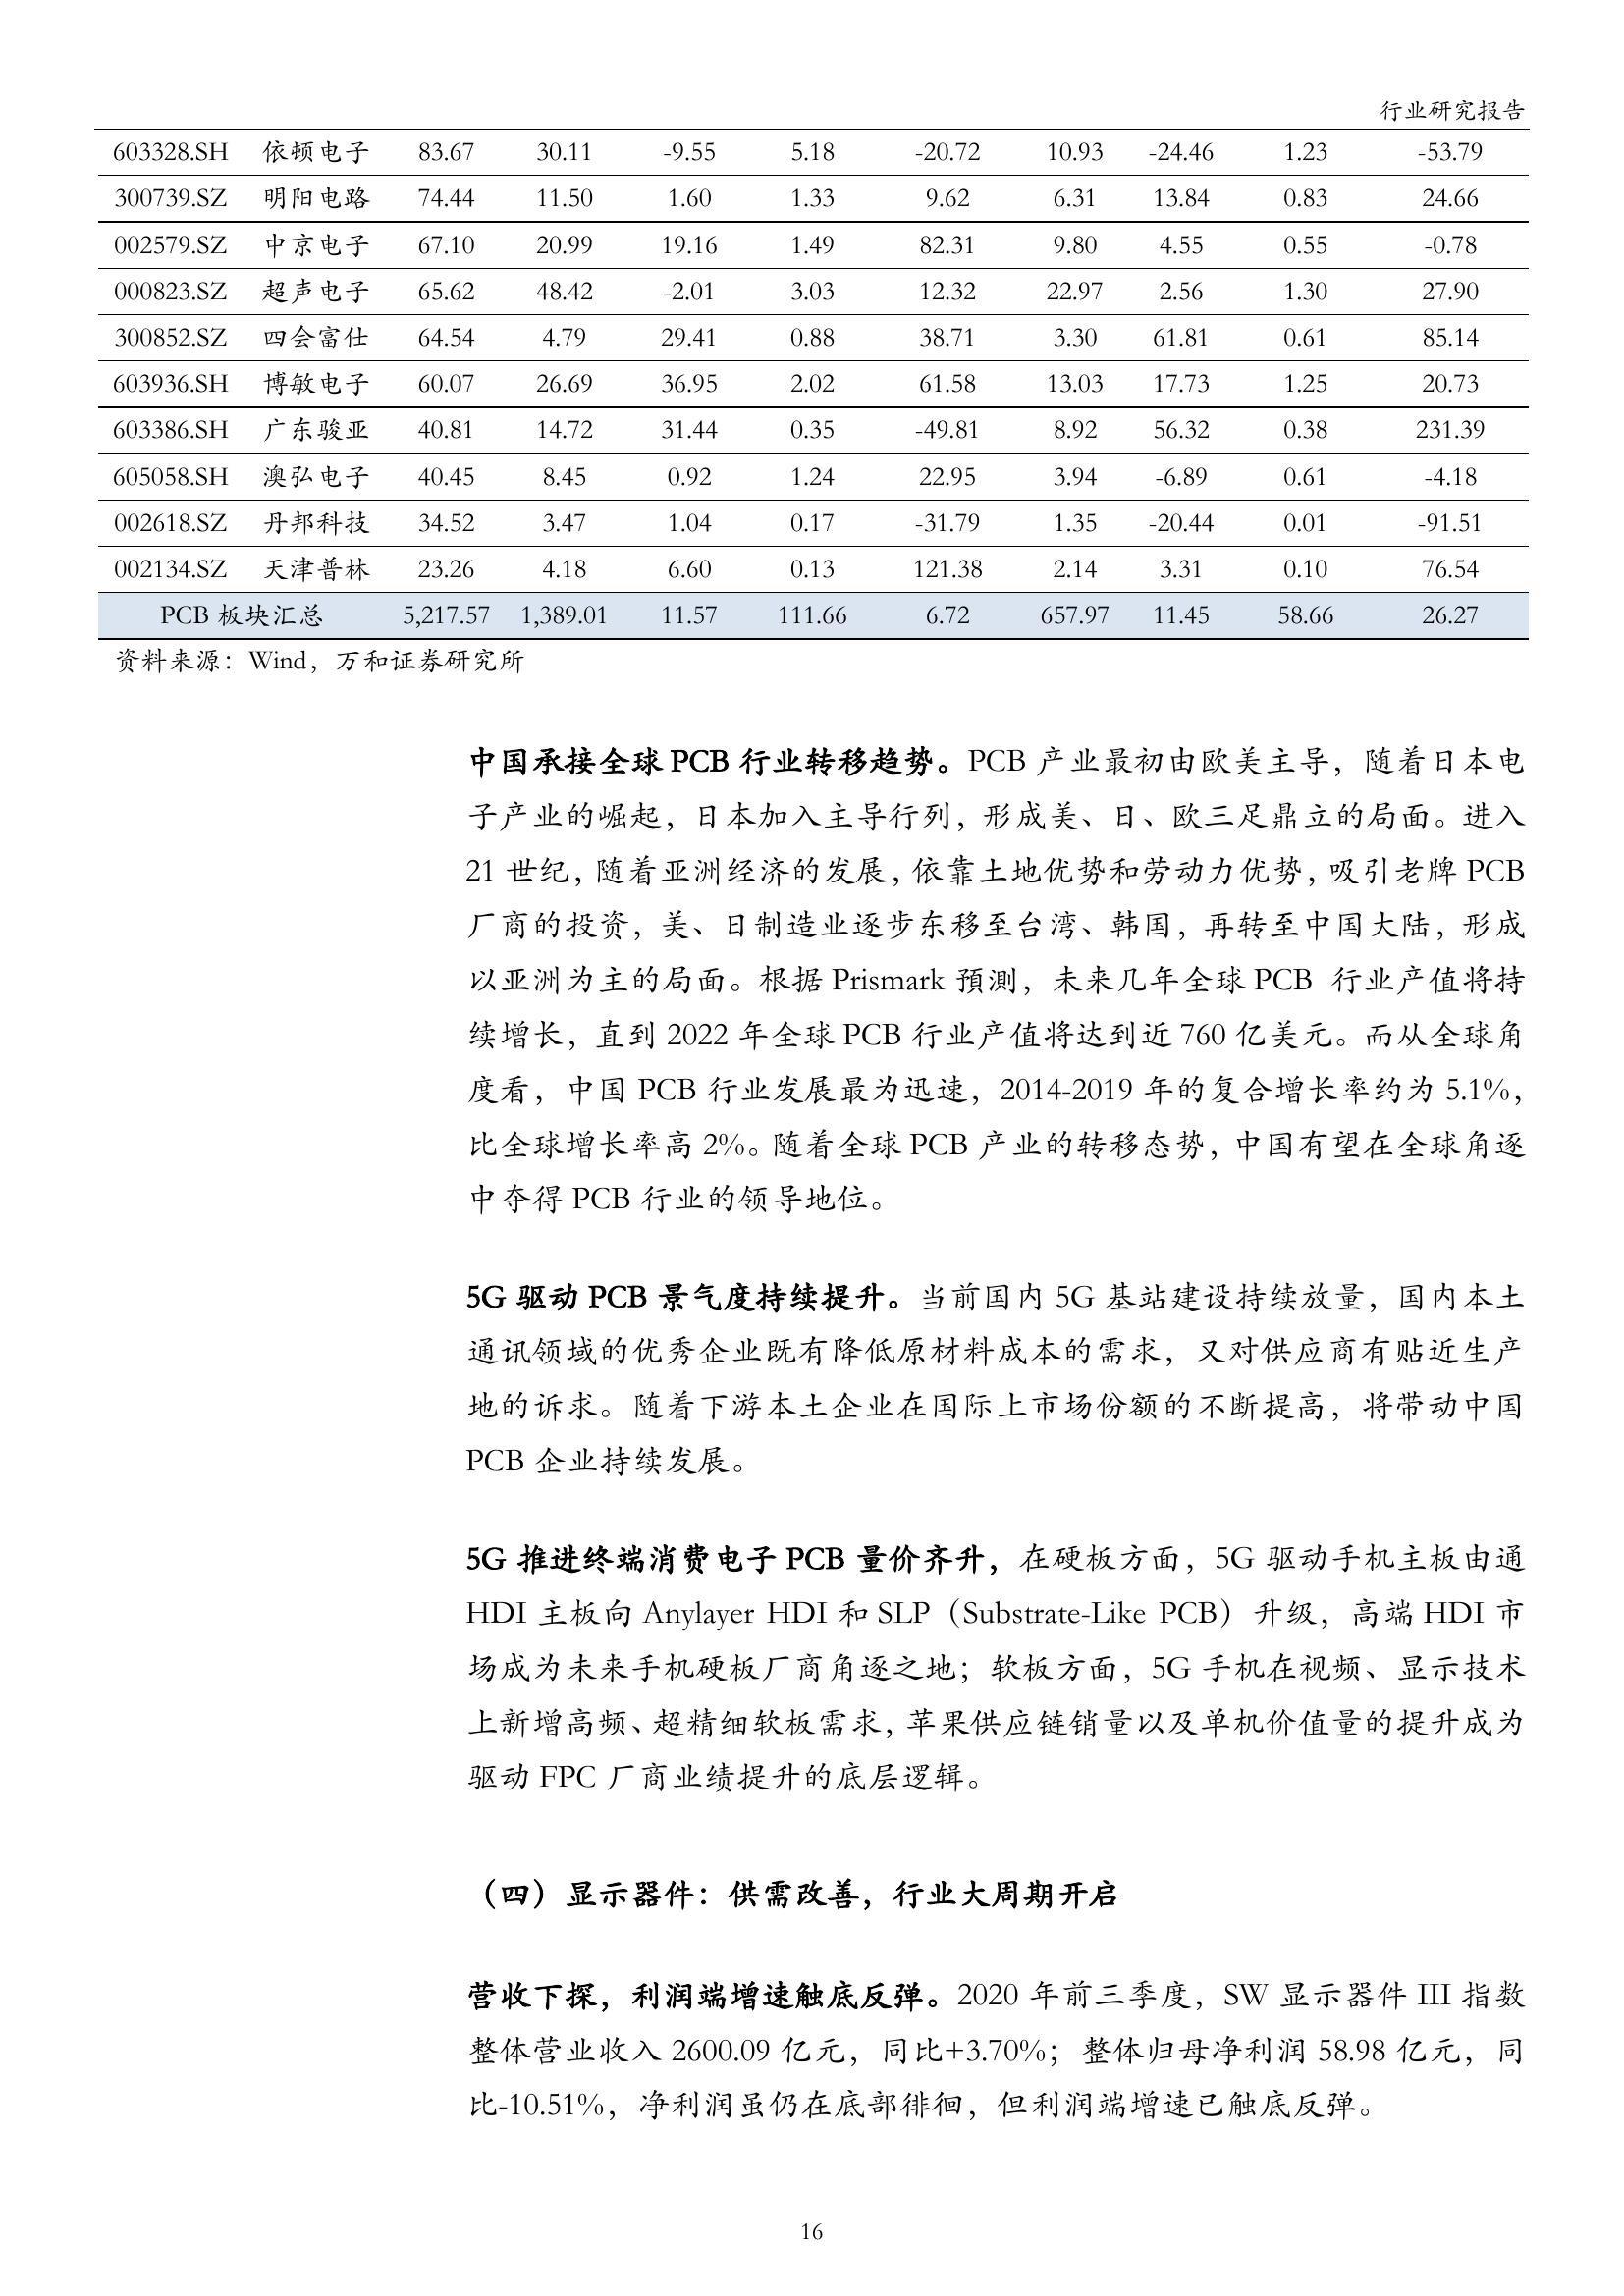 行业研究报告
603328.SH 依顿电子 83.67 30.11 -9.55 5.18 -20.72 10.93 -24.46 1.23 -53.79
300739.SZ 明阳电路 74.44 11.50 1.60 1.33 9.62 6.31 13.84 0.83 24.66
002579.SZ 中京电子 67.10 20.99 19.16 1.49 82.31 9.80 4.55 0.55 -0.78
000823.SZ 超声电子 65.62 48.42 -2.01 3.03 12.32 22.97 2.56 1.30 27.90
300852.SZ 四会富仕 64.54 4.79 29.41 0.88 38.71 3.30 61.81 0.61 85.14
603936.SH 博敏电子 60.07 26.69 36.95 2.02 61.58 13.03 17.73 1.25 20.73
603386.SH 广东骏亚 40.81 14.72 31.44 0.35 -49.81 8.92 56.32 0.38 231.39
605058.SH 澳弘电子 40.45 8.45 0.92 1.24 22.95 3.94 -6.89 0.61 -4.18
002618.SZ 丹邦科技 34.52 3.47 1.04 0.17 -31.79 1.35 -20.44 0.01 -91.51
002134.SZ 天津普林 23.26 4.18 6.60 0.13 121.38 2.14 3.31 0.10 76.54
PCB 板块汇总 5,217.57 1,389.01 11.57 111.66 6.72 657.97 11.45 58.66 26.27
资料来源：Wind，万和证券研究所
中国承接全球 PCB 行业转移趋势。PCB 产业最初由欧美主导，随着日本电
子产业的崛起，日本加入主导行列，形成美、日、欧三足鼎立的局面。进入
21 世纪，随着亚洲经济的发展，依靠土地优势和劳动力优势，吸引老牌 PCB
厂商的投资，美、日制造业逐步东移至台湾、韩国，再转至中国大陆，形成
以亚洲为主的局面。根据 Prismark 預測，未来几年全球 PCB 行业产值将持
续增长，直到 2022 年全球 PCB 行业产值将达到近 760 亿美元。而从全球角
度看，中国 PCB 行业发展最为迅速，2014-2019 年的复合增长率约为 5.1%，
比全球增长率高 2%。随着全球 PCB 产业的转移态势，中国有望在全球角逐
中夺得 PCB 行业的领导地位。
5G 驱动 PCB 景气度持续提升。当前国内 5G 基站建设持续放量，国内本土
通讯领域的优秀企业既有降低原材料成本的需求，又对供应商有贴近生产
地的诉求。随着下游本土企业在国际上市场份额的不断提高，将带动中国
PCB 企业持续发展。
5G 推进终端消费电子 PCB 量价齐升，在硬板方面，5G 驱动手机主板由通
HDI 主板向 Anylayer HDI 和 SLP（Substrate-Like PCB）升级，高端 HDI 市
场成为未来手机硬板厂商角逐之地；软板方面，5G 手机在视频、显示技术
上新增高频、超精细软板需求，苹果供应链销量以及单机价值量的提升成为
驱动 FPC 厂商业绩提升的底层逻辑。
（四）显示器件：供需改善，行业大周期开启
营收下探，利润端增速触底反弹。2020 年前三季度，SW 显示器件 III 指数
整体营业收入 2600.09 亿元，同比+3.70%；整体归母净利润 58.98 亿元，同
比-10.51%，净利润虽仍在底部徘徊，但利润端增速已触底反弹。
16